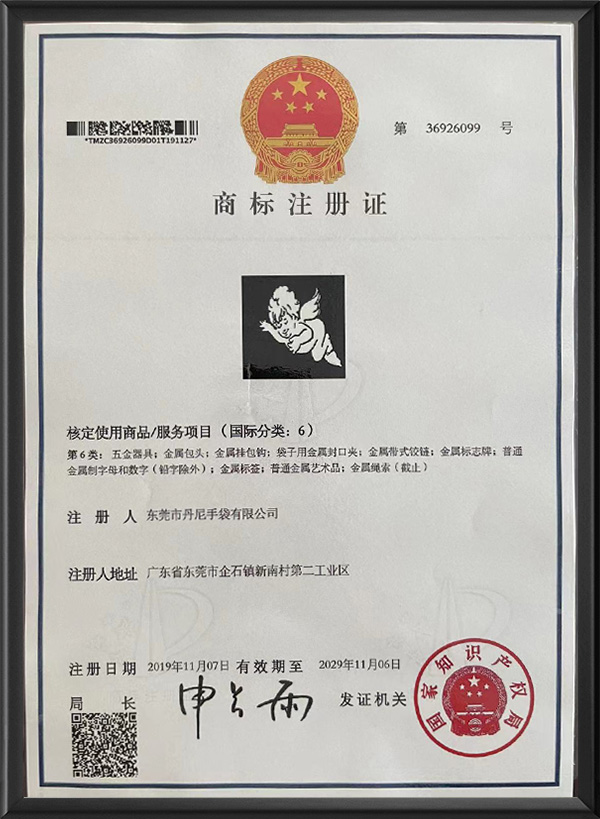 *TMZC36926099D01T191127*
第 36926099 号
商标注册证
核定使用商品/服务项目(国际分类:6)
第6类:五金器具;金属包头;金属挂包钩;袋子用金属封口夹;金属带式铰链;金属标志牌;普通
金属制字母和数字(铅字除外);金属标签;普通金属艺术品;金属绳索(截止)
注册人 东莞市丹尼手袋有限公司
注册人地址 广东省东莞市企石镇新南村第二工业区
注册日期 2019年11月07日 有效期至 2029年11月06日
局长 申长雨 发证机关
国家知识产权局